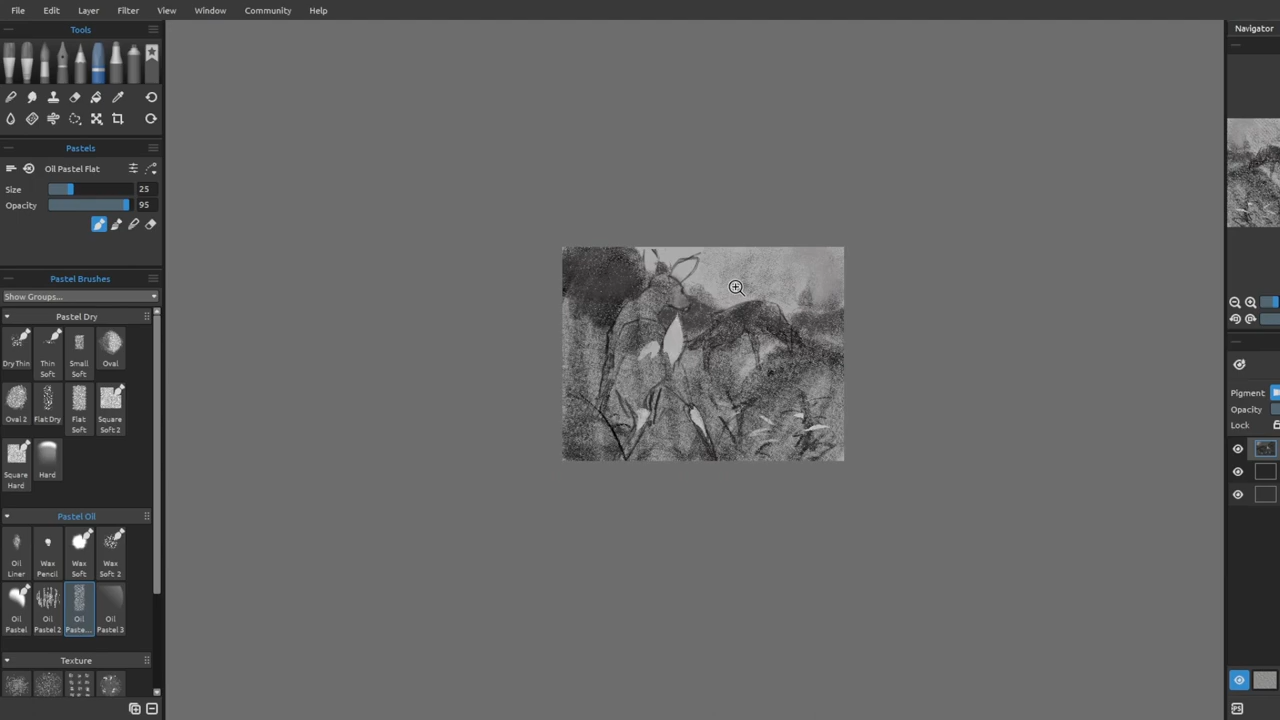 File Edit Layer Filter View Window Community Help
Tools
Navigator
Pastels
Oil Pastel Flat
Size 25
Opacity 95
Pastel Brushes
Show Groups...
Pastel Dry
Dry Thin Thin Soft Small Soft Oval
Oval 2 Flat Dry Flat Soft Square Soft 2
Square Hard Hard
Pastel Oil
Oil Liner Wax Pencil Wax Soft Wax Soft 2
Oil Pastel Oil Pastel 2 Oil Paste... Oil Pastel 3
Texture
Pigment
Opacity
Lock
PS